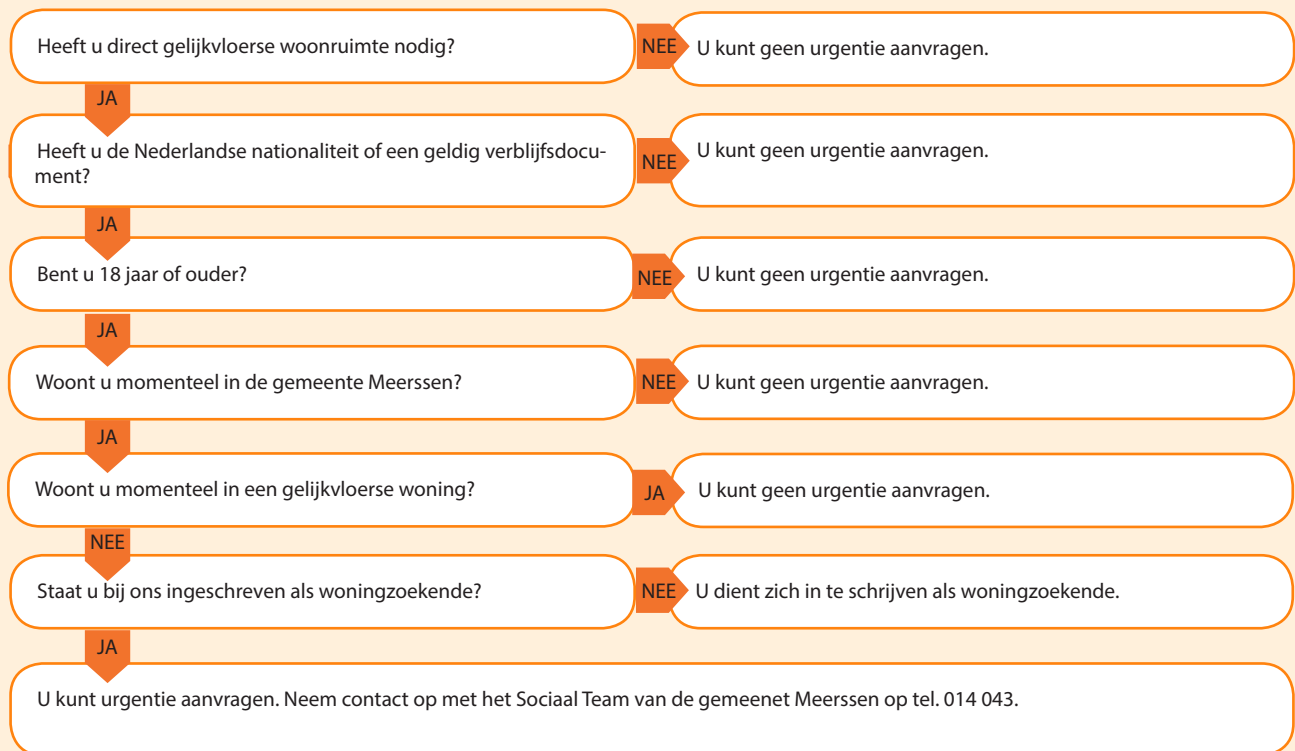 Heeft u direct gelijkvloerse woonruimte nodig?
NEE
U kunt geen urgentie aanvragen.
JA
Heeft u de Nederlandse nationaliteit of een geldig verblijfsdocu-
ment?
NEE
U kunt geen urgentie aanvragen.
JA
Bent u 18 jaar of ouder?
NEE
U kunt geen urgentie aanvragen.
JA
Woont u momenteel in de gemeente Meerssen?
NEE
U kunt geen urgentie aanvragen.
JA
Woont u momenteel in een gelijkvloerse woning?
JA
U kunt geen urgentie aanvragen.
NEE
Staat u bij ons ingeschreven als woningzoekende?
NEE
U dient zich in te schrijven als woningzoekende.
JA
U kunt urgentie aanvragen. Neem contact op met het Sociaal Team van de gemeenet Meerssen op tel. 014 043.